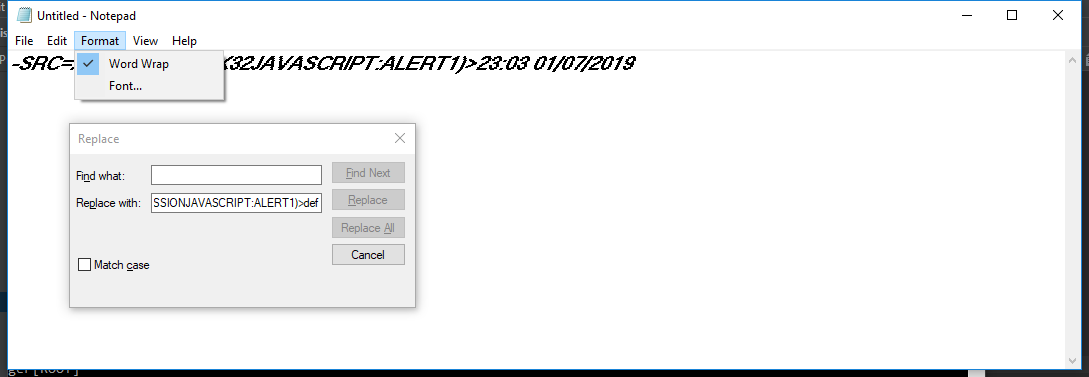 Untitled - Notepad
File Edit Format View Help
Word Wrap
Font...
-SRC= (32JAVASCRIPT:ALERT1)>23:03 01/07/2019
Replace
Find what:
Find Next
Replace with:
SSIONJAVASCRIPT:ALERT1)>def
Replace
Replace All
Cancel
Match case